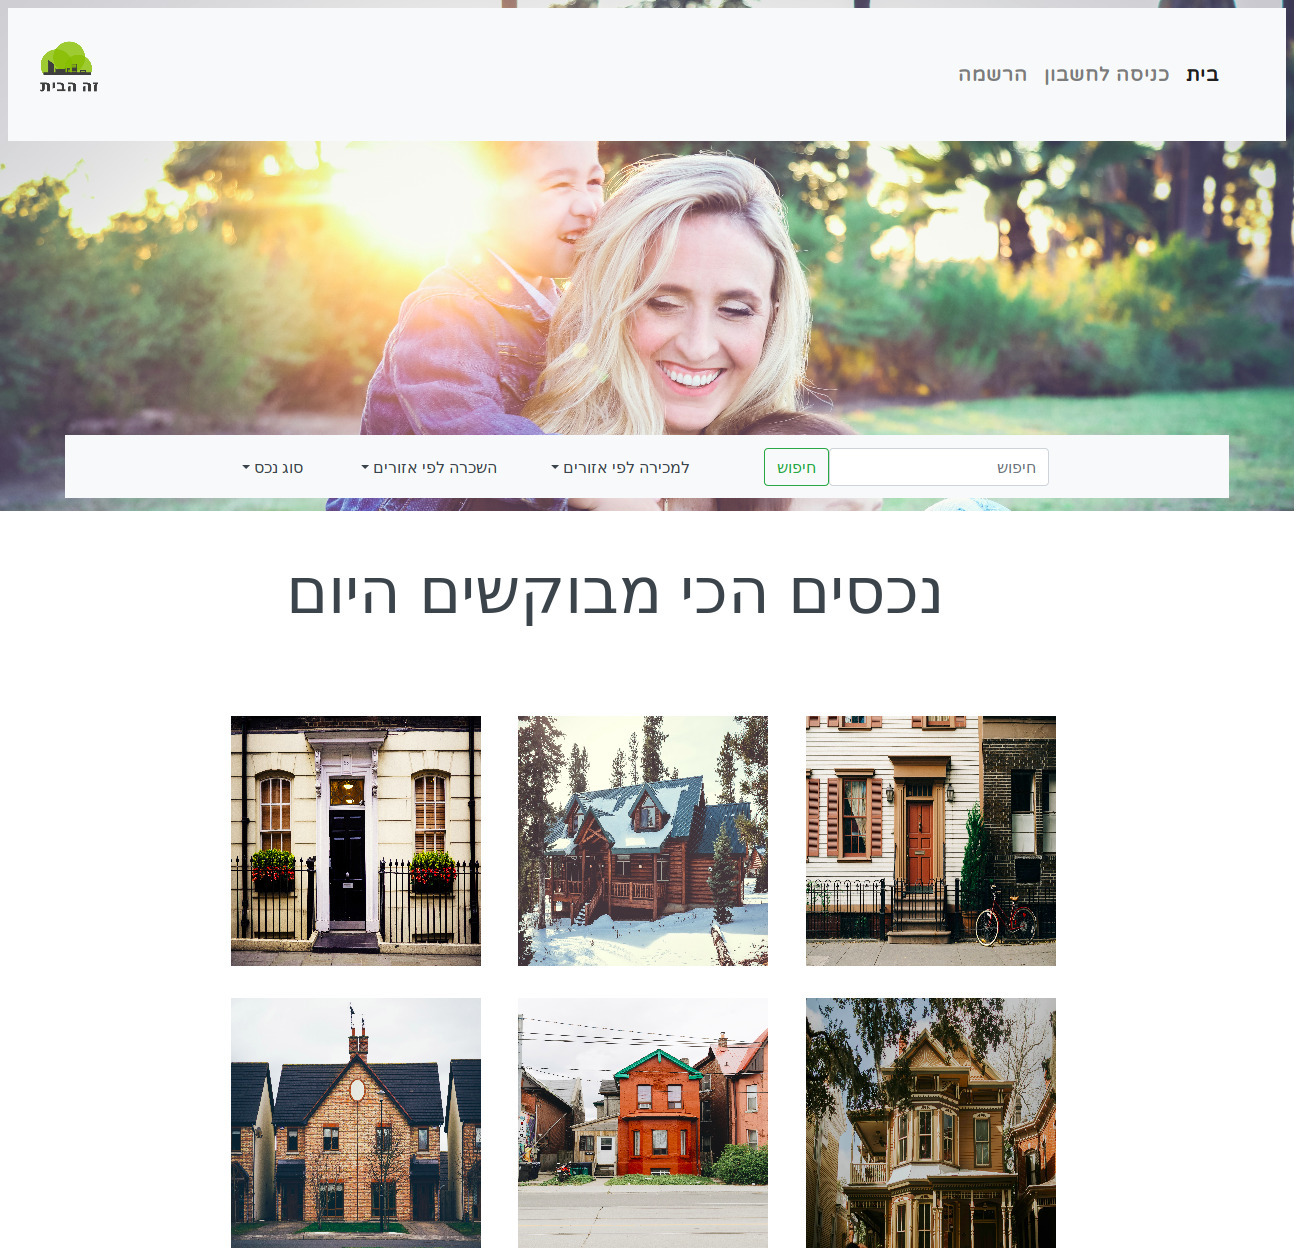 בית כניסה לחשבון הרשמה
זה הבית
חיפוש חיפוש למכירה לפי אזורים השכרה לפי אזורים סוג נכס
נכסים הכי מבוקשים היום